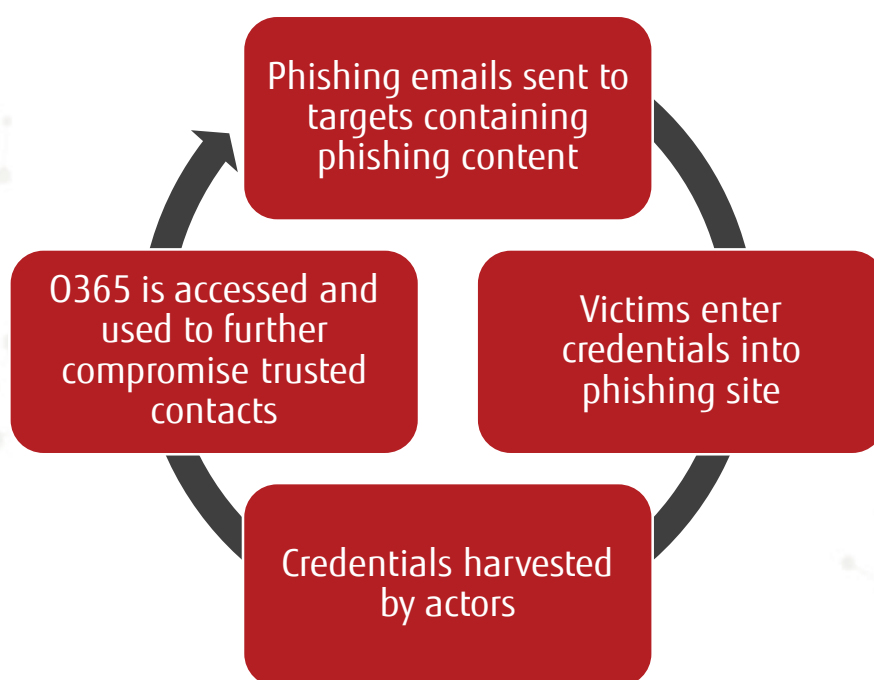 Phishing emails sent to
targets containing
phishing content
Victims enter
credentials into
phishing site
Credentials harvested
by actors
O365 is accessed and
used to further
compromise trusted
contacts